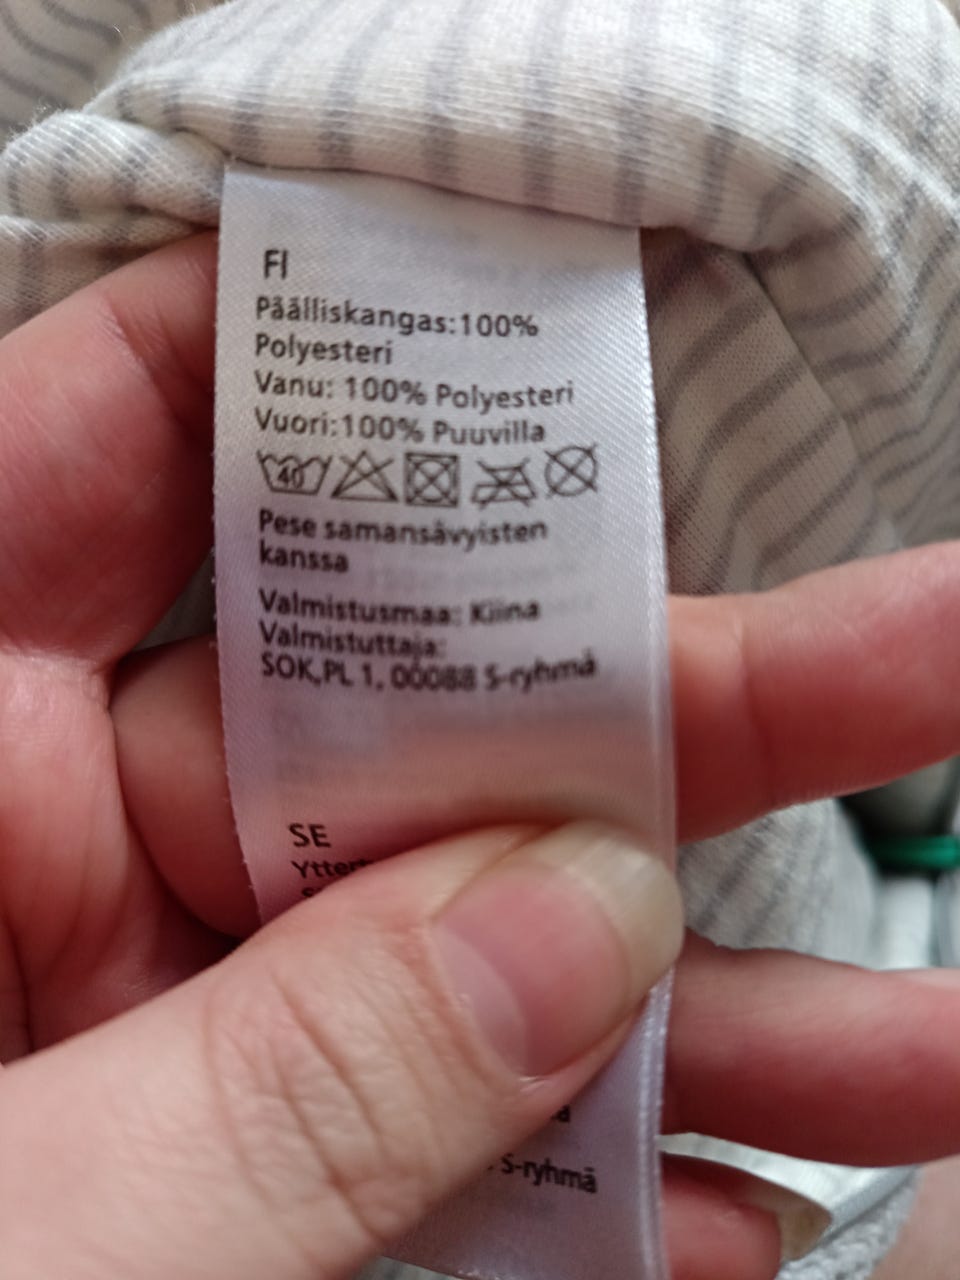 FI
Päälliskangas:100%
Polyesteri
Vanu: 100% Polyesteri
Vuori:100% Puuvilla
40
Pese samansävyisten
kanssa
Valmistusmaa: Kiina
Valmistuttaja:
SOK,PL 1, 00088 S-ryhmä
SE
S-ryhmä